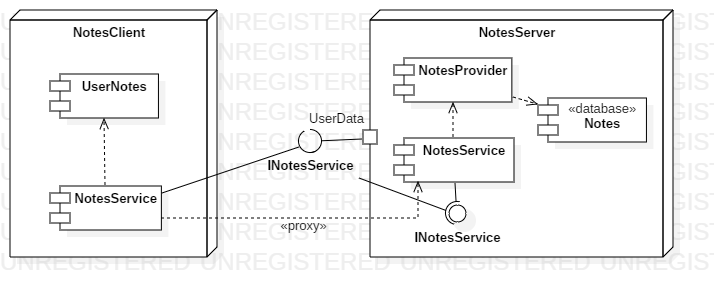 NotesClient
NotesServer
UserNotes
NotesProvider
«database»
Notes
UserData
NotesService
INotesService
NotesService
«proxy»
INotesService
UNREGISTERED UNREGISTERED UNREGISTERED UNREGISTERED